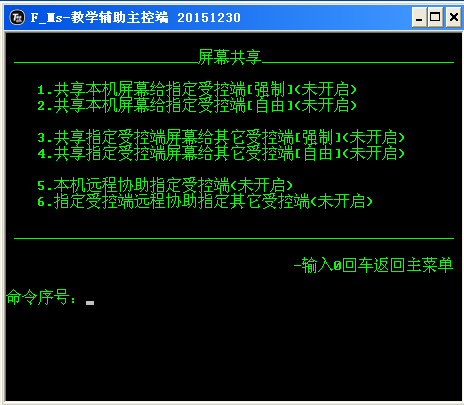 F_Ms-教学辅助主控端 20151230
屏幕共享
1.共享本机屏幕给指定受控端[强制]<未开启>
2.共享本机屏幕给指定受控端[自由]<未开启>
3.共享指定受控端屏幕给其它受控端[强制]<未开启>
4.共享指定受控端屏幕给其它受控端[自由]<未开启>
5.本机远程协助指定受控端<未开启>
6.指定受控端远程协助指定其它受控端<未开启>
-输入0回车返回主菜单
命令序号: